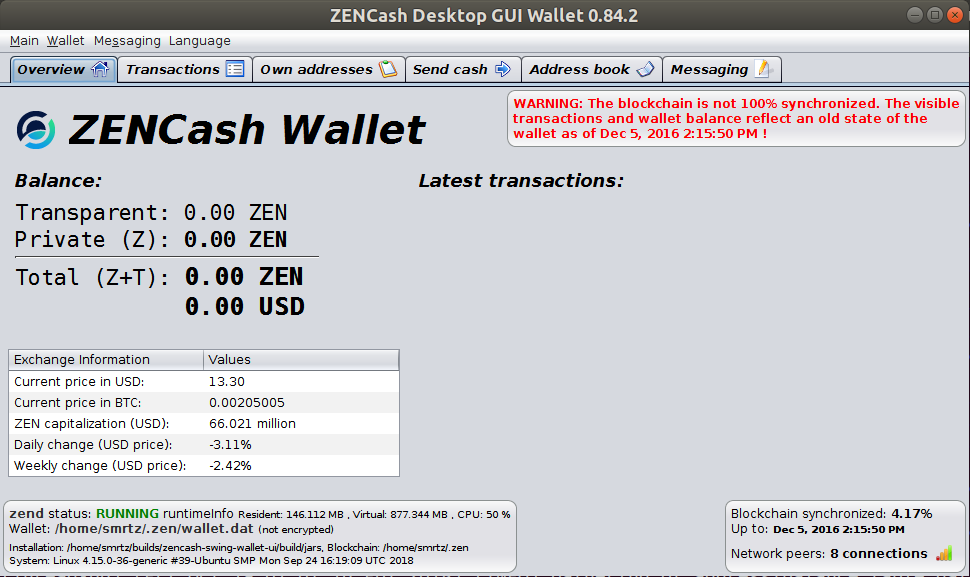 ZENCash Desktop GUI Wallet 0.84.2
Main Wallet Messaging Language
Overview Transactions Own addresses Send cash Address book Messaging
ZENCash Wallet
WARNING: The blockchain is not 100% synchronized. The visible
transactions and wallet balance reflect an old state of the
wallet as of Dec 5, 2016 2:15:50 PM !
Balance:
Transparent: 0.00 ZEN
Private (Z): 0.00 ZEN
Total (Z+T): 0.00 ZEN
0.00 USD
Latest transactions:
Exchange Information Values
Current price in USD: 13.30
Current price in BTC: 0.00205005
ZEN capitalization (USD): 66.021 million
Daily change (USD price): -3.11%
Weekly change (USD price): -2.42%
zend status: RUNNING runtimeInfo Resident: 146.112 MB , Virtual: 877.344 MB , CPU: 50 %
Wallet: /home/smrtz/.zen/wallet.dat (not encrypted)
Installation: /home/smrtz/builds/zencash-swing-wallet-ui/build/jars, Blockchain: /home/smrtz/.zen
System: Linux 4.15.0-36-generic #39-Ubuntu SMP Mon Sep 24 16:19:09 UTC 2018
Blockchain synchronized: 4.17%
Up to: Dec 5, 2016 2:15:50 PM
Network peers: 8 connections